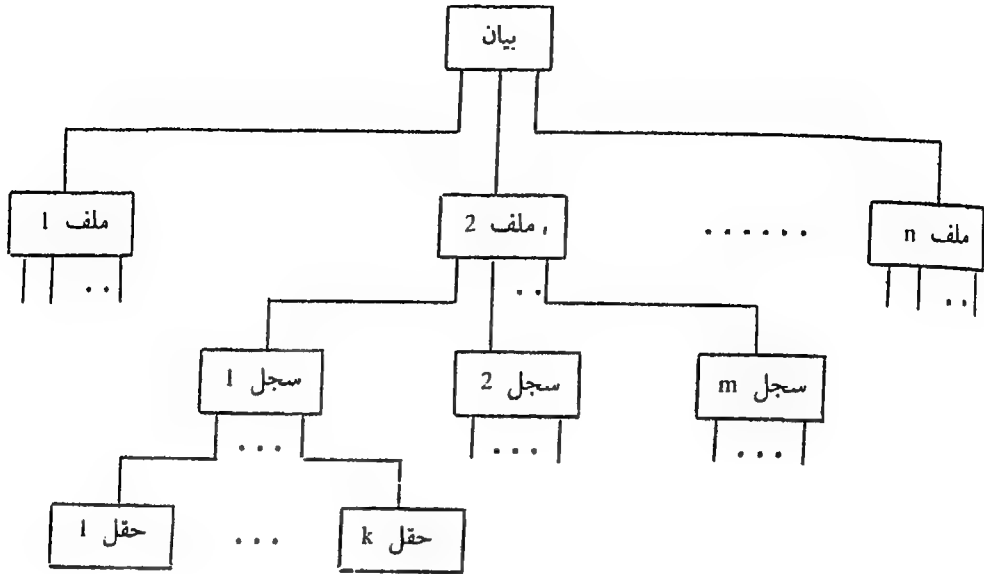 بيان
ملف 1
ملف 2
......
ملف n
..
..
..
سجل 1
سجل 2
سجل m
...
...
...
حقل 1
...
حقل k